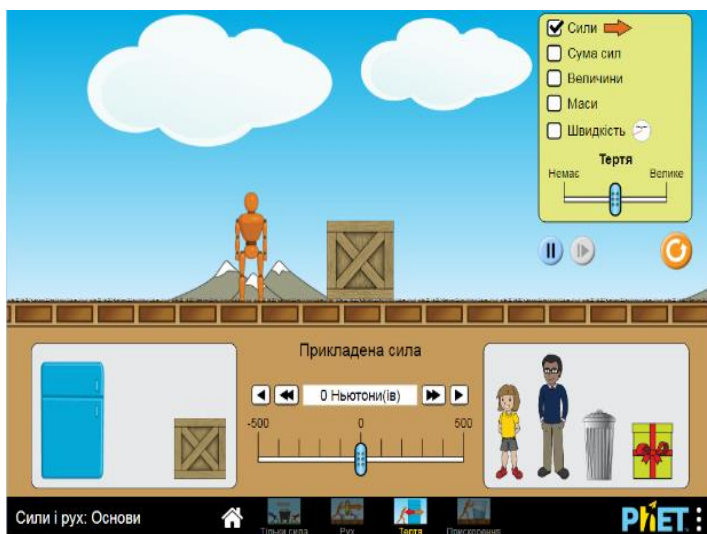 Сили
Сума сил
Величини
Маси
Швидкість
Тертя
Немає Велике
Прикладена сила
0 Ньютони(ів)
-500 0 500
Сили і рух: Основи
Тільки сила Рух Тертя Прискорення
PhET